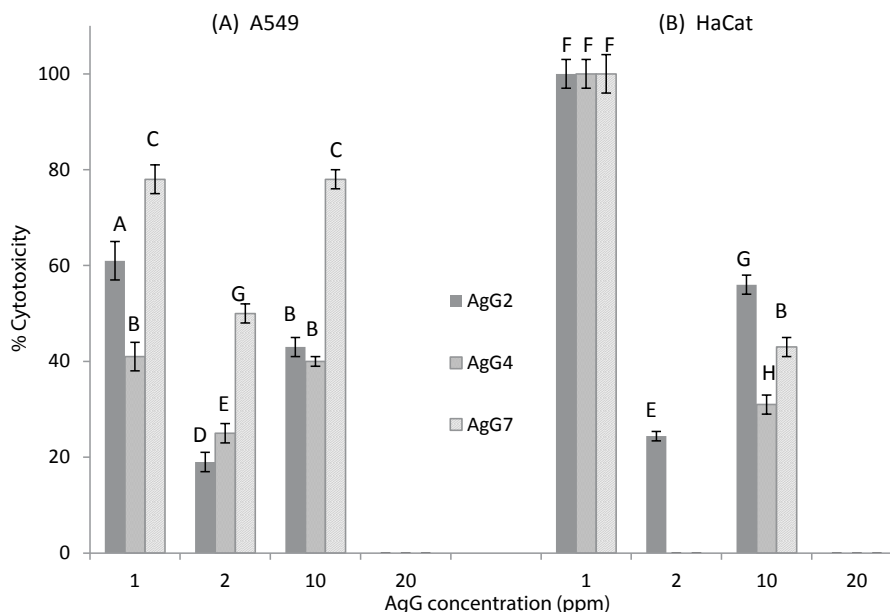 (A) A549
(B) HaCat
% Cytotoxicity
100
80
60
40
20
0
A
B
C
D
E
G
B
B
C
F
F
F
E
G
H
B
AgG2
AgG4
AgG7
1
2
10
20
1
2
10
20
AgG concentration (ppm)